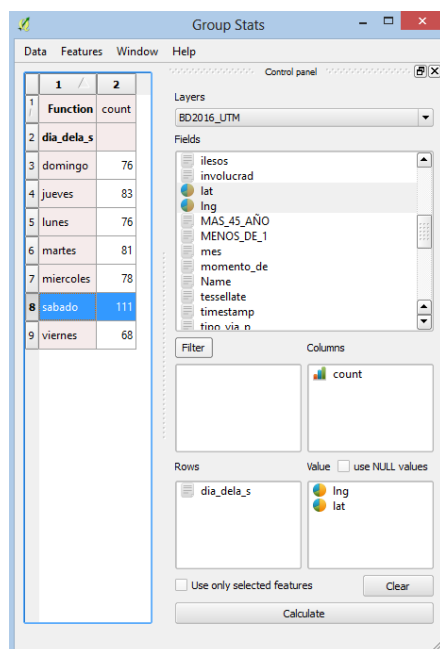 Group Stats
Data Features Window Help
1 2
1 Function count
2 dia_dela_s
3 domingo 76
4 jueves 83
5 lunes 76
6 martes 81
7 miercoles 78
8 sabado 111
9 viernes 68
Control panel
Layers
BD2016_UTM
Fields
ilesos
involucrad
lat
lng
MAS_45_AÑO
MENOS_DE_1
mes
momento_de
Name
tessellate
timestamp
tipo_via_p
Filter Columns
count
Rows Value use NULL values
dia_dela_s lng
lat
Use only selected features Clear
Calculate